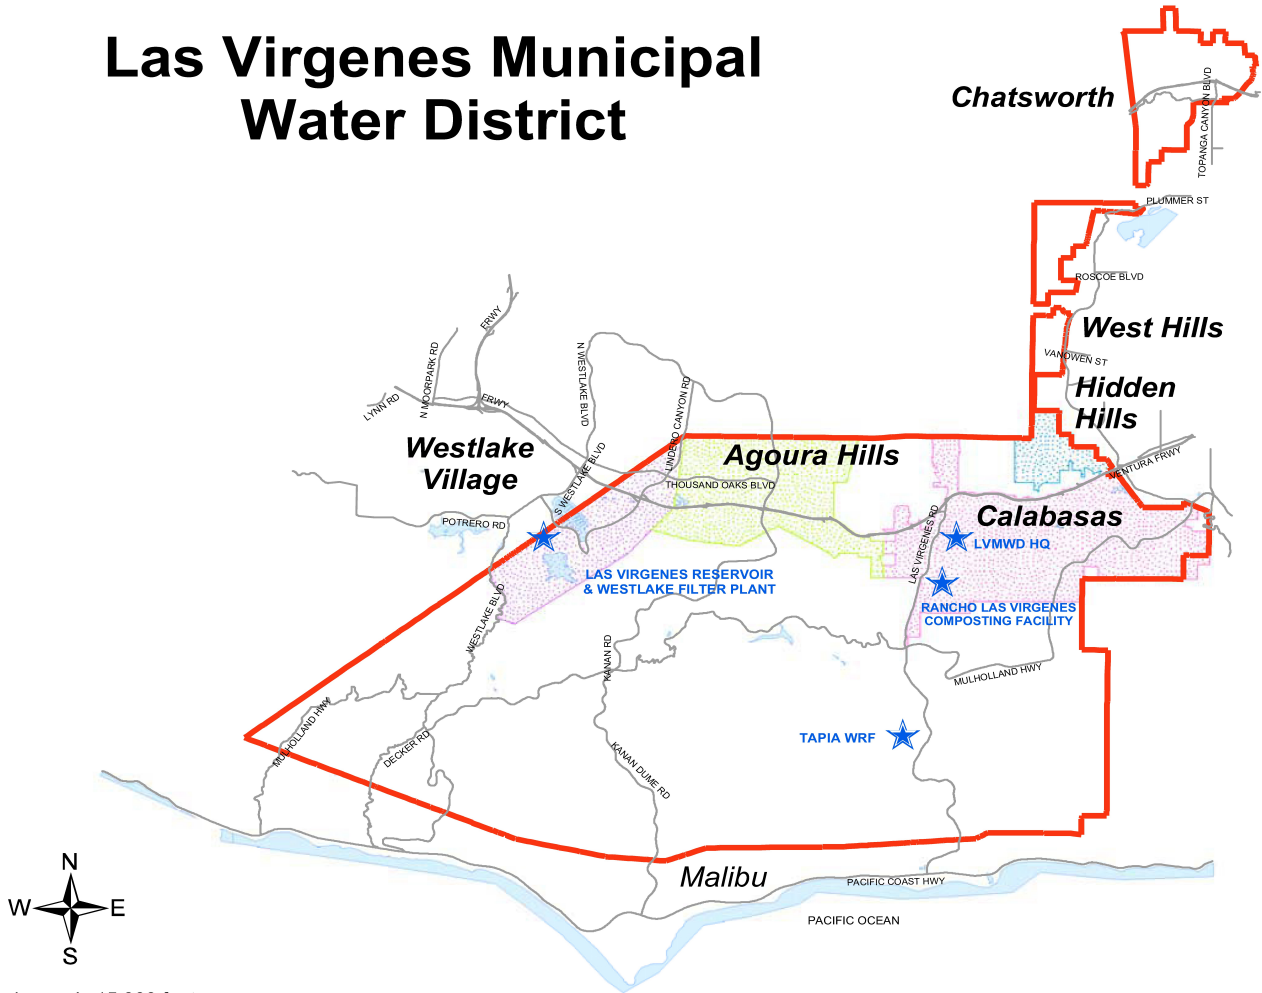 Las Virgenes Municipal
Water District
Chatsworth
TOPANGA CANYON BLVD
PLUMMER ST
ROSCOE BLVD
West Hills
VANOWEN ST
Hidden
Hills
FRWY
N MOORPARK RD
LYNN RD
FRWY
N WESTLAKE BLVD
LINDERO CANYON RD
Westlake
Village
S WESTLAKE BLVD
Agoura Hills
THOUSAND OAKS BLVD
VENTURA FRWY
POTRERO RD
LAS VIRGENES RD
Calabasas
LVMWD HQ
LAS VIRGENES RESERVOIR
& WESTLAKE FILTER PLANT
RANCHO LAS VIRGENES
COMPOSTING FACILITY
WESTLAKE BLVD
KANAN RD
MULHOLLAND HWY
MULHOLLAND HWY
DECKER RD
KANAN DUME RD
TAPIA WRF
Malibu
PACIFIC COAST HWY
PACIFIC OCEAN
N
W
E
S